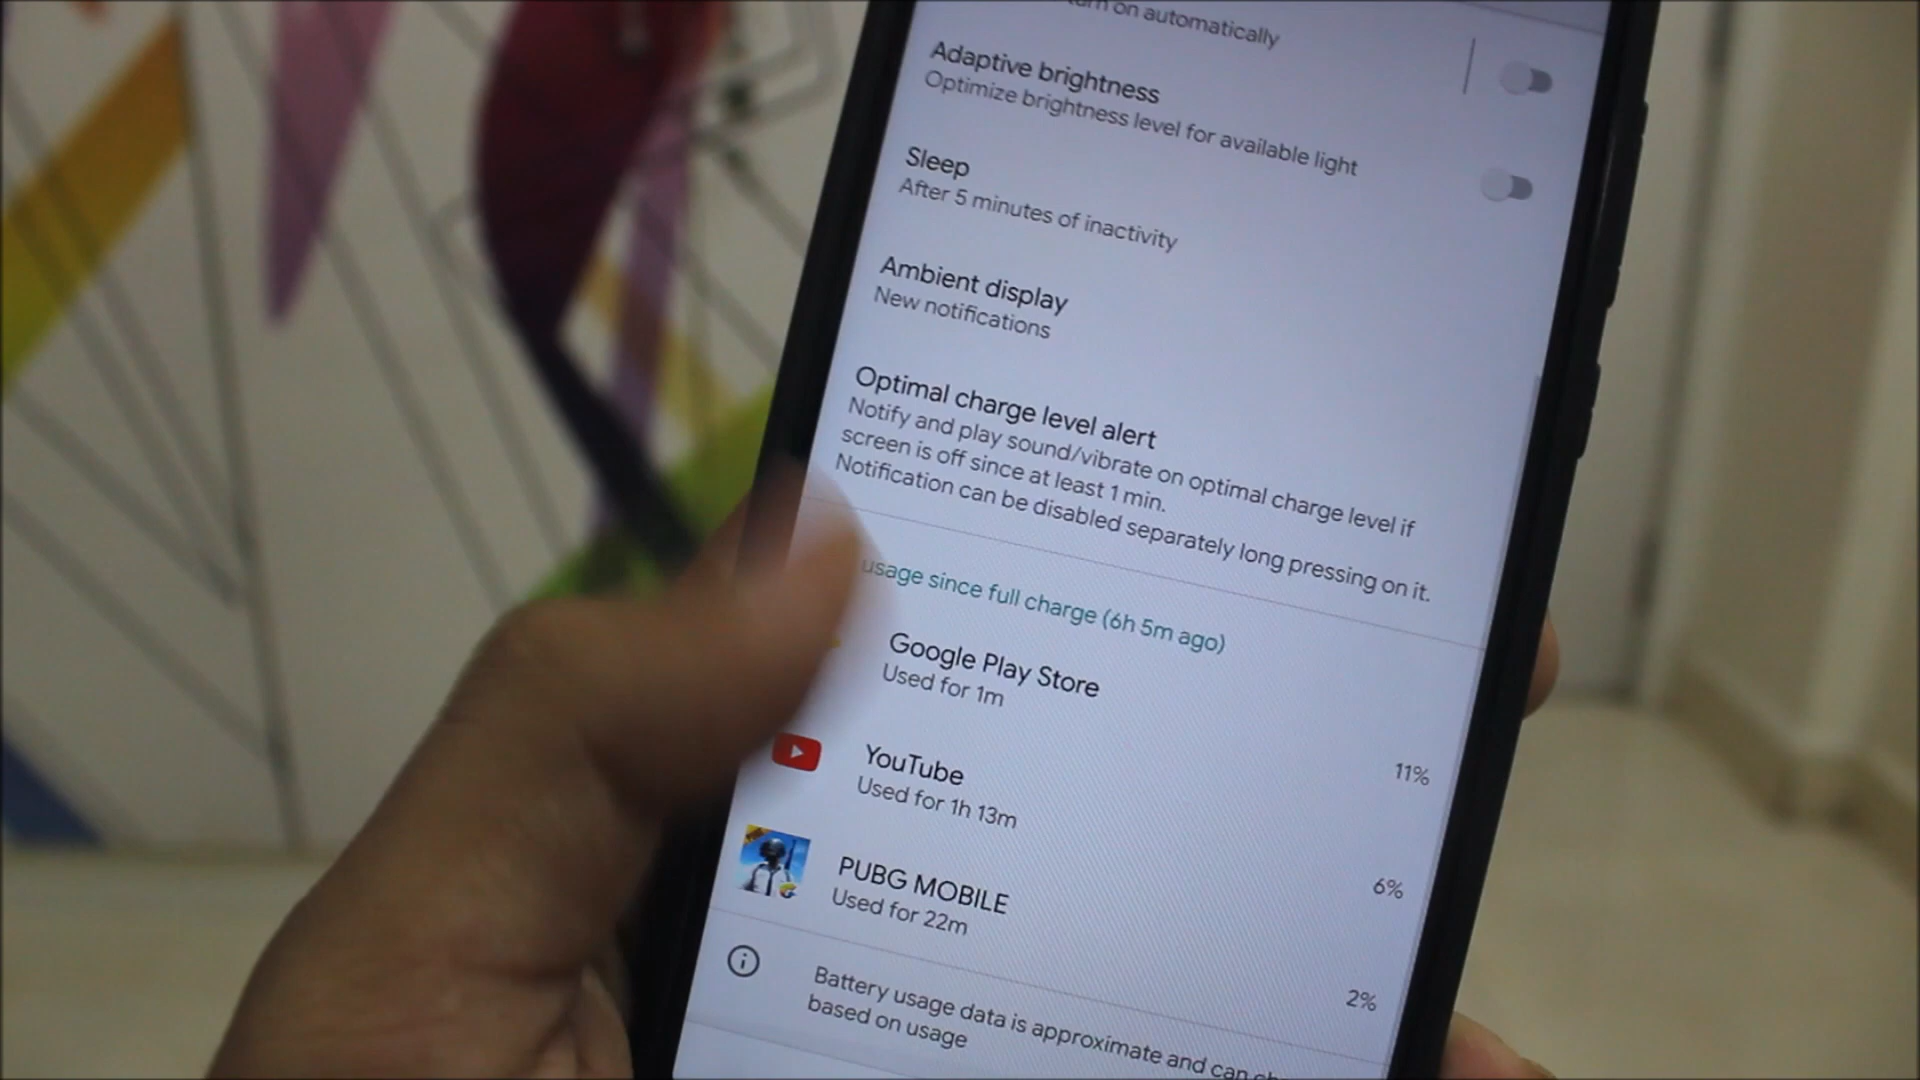 on automatically
Adaptive brightness
Optimize brightness level for available light
Sleep
After 5 minutes of inactivity
Ambient display
New notifications
Optimal charge level alert
Notify and play sound/vibrate on optimal charge level if
screen is off since at least 1 min.
Notification can be disabled separately long pressing on it.
usage since full charge (6h 5m ago)
Google Play Store
Used for 1m
11%
YouTube
Used for 1h 13m
6%
PUBG MOBILE
Used for 22m
2%
Battery usage data is approximate and can
based on usage